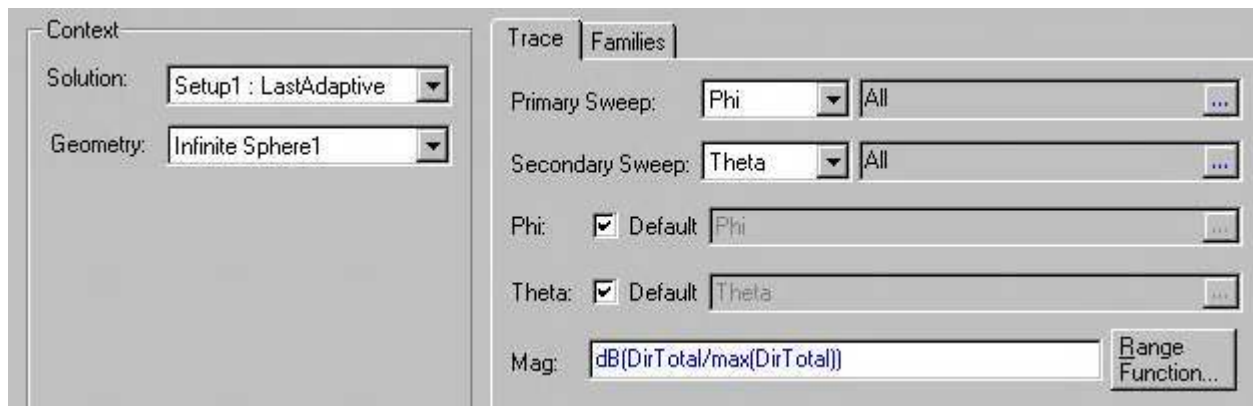 Context
Solution: Setup1 : LastAdaptive
Geometry: Infinite Sphere1
Trace Families
Primary Sweep: Phi All ...
Secondary Sweep: Theta All ...
Phi: Default Phi ...
Theta: Default Theta ...
Mag: dB(DirTotal/max(DirTotal)) Range
Function...